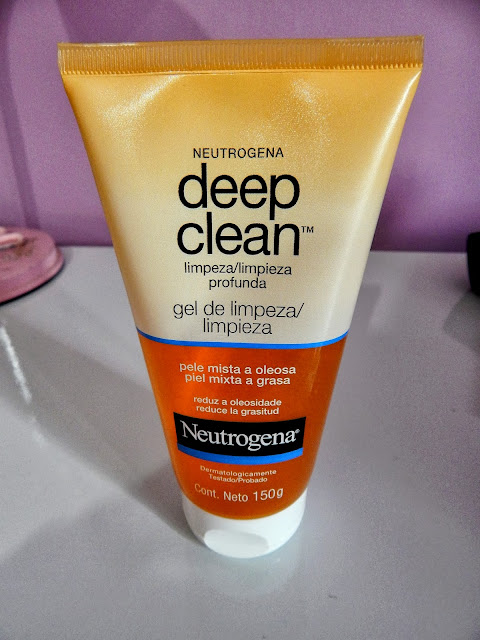 NEUTROGENA
deep
clean™
limpeza/limpieza
profunda
gel de limpeza/
limpieza
pele mista a oleosa
piel mixta a grasa
reduz a oleosidade
reduce la grasitud
Neutrogena®
Dermatologicamente
Testado/Probado
Cont. Neto 150g